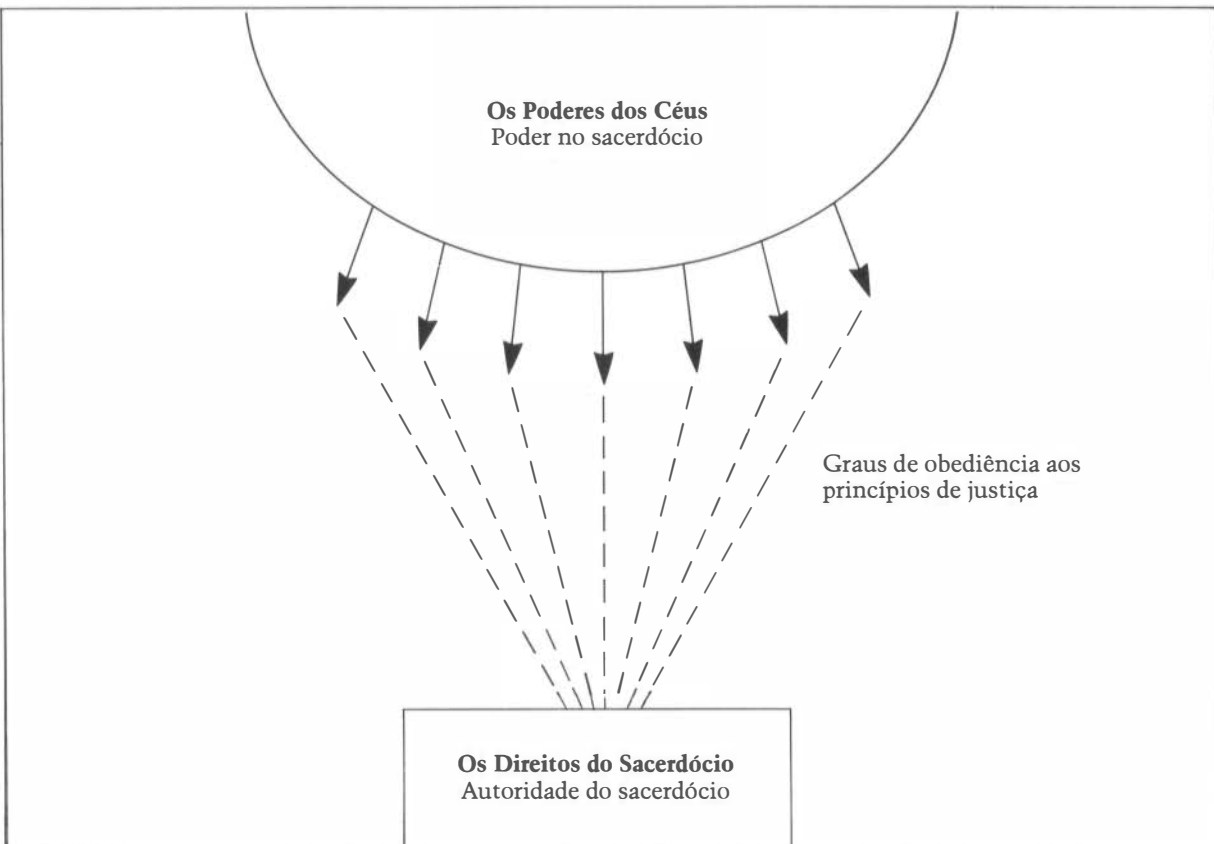 Os Poderes dos Céus
Poder no sacerdócio
Graus de obediência aos
princípios de justiça
Os Direitos do Sacerdócio
Autoridade do sacerdócio